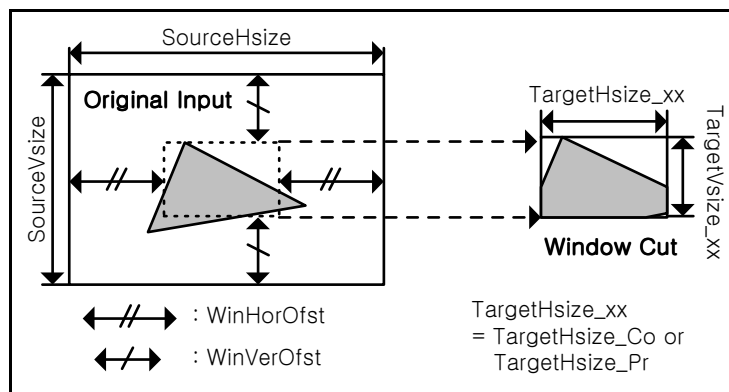 SourceHsize
Original Input
SourceVsize
TargetHsize_xx
TargetVsize_xx
Window Cut
: WinHorOfst
: WinVerOfst
TargetHsize_xx
= TargetHsize_Co or
TargetHsize_Pr